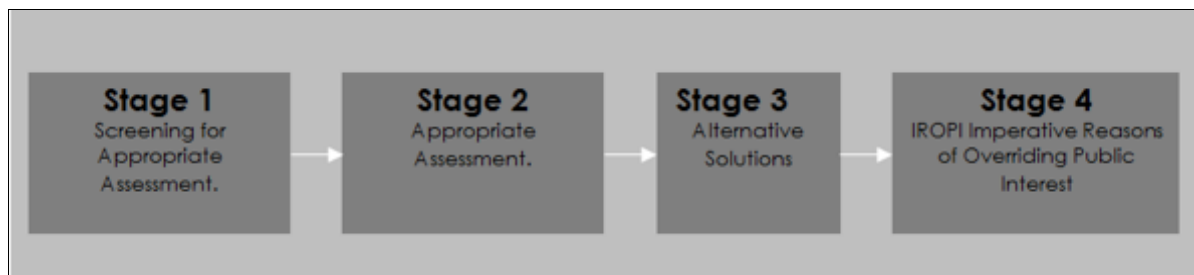 Stage 1
Screening for
Appropriate
Assessment.
Stage 2
Appropriate
Assessment.
Stage 3
Alternative
Solutions
Stage 4
IROPI Imperative Reasons
of Overriding Public
Interest